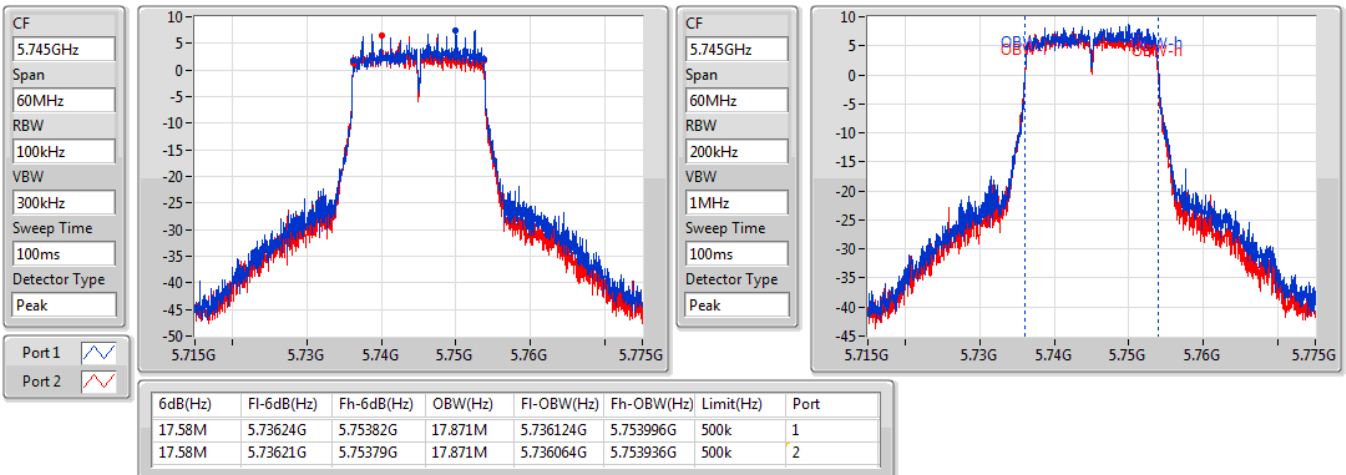 CF
5.745GHz
Span
60MHz
RBW
100kHz
VBW
300kHz
Sweep Time
100ms
Detector Type
Peak
Port 1
Port 2
10
5
0
-5
-10
-15
-20
-25
-30
-35
-40
-45
-50
5.715G 5.73G 5.74G 5.75G 5.76G 5.775G
CF
5.745GHz
Span
60MHz
RBW
200kHz
VBW
1MHz
Sweep Time
100ms
Detector Type
Peak
10
5
0
-5
-10
-15
-20
-25
-30
-35
-40
-45
5.715G 5.73G 5.74G 5.75G 5.76G 5.775G
6dB(Hz) Fl-6dB(Hz) Fh-6dB(Hz) OBW(Hz) Fl-OBW(Hz) Fh-OBW(Hz) Limit(Hz) Port
17.58M 5.73624G 5.75382G 17.871M 5.736124G 5.753996G 500k 1
17.58M 5.73621G 5.75379G 17.871M 5.736064G 5.753936G 500k 2